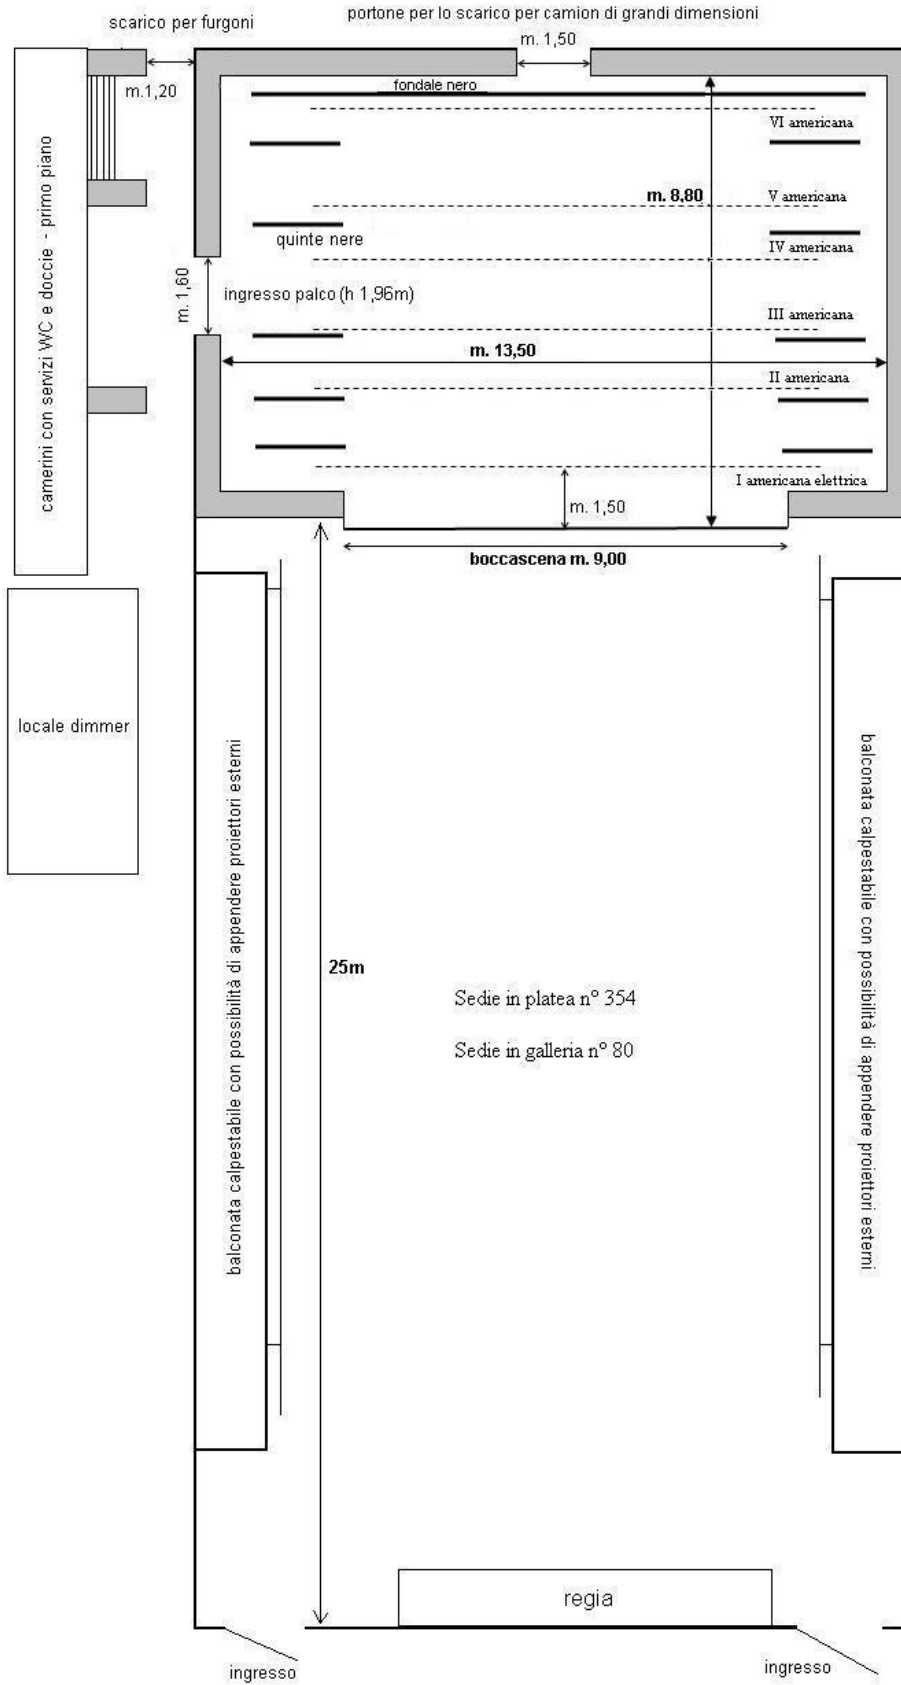 portone per lo scarico per camion di grandi dimensioni
scarico per furgoni
m. 1,50
m.1,20
fondale nero
VI americana
m. 8,80
V americana
quinte nere
IV americana
m. 1,60
ingresso palco (h 1,96m)
III americana
m. 13,50
II americana
camerini con servizi WC e doccie - primo piano
I americana elettrica
m. 1,50
boccascena m. 9,00
locale dimmer
balconata calpestabile con possibilità di appendere proiettori esterni
balconata calpestabile con possibilità di appendere proiettori esterni
25m
Sedie in platea n° 354
Sedie in galleria n° 80
regia
ingresso
ingresso